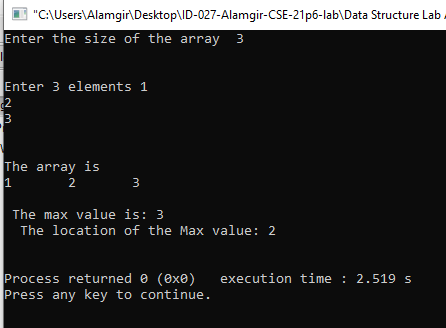 "C:\Users\Alamgir\Desktop\ID-027-Alamgir-CSE-21p6-lab\Data Structure Lab
Enter the size of the array  3
Enter 3 elements 1
2
3
The array is
1       2       3
The max value is: 3
The location of the Max value: 2
Process returned 0 (0x0)   execution time : 2.519 s
Press any key to continue.